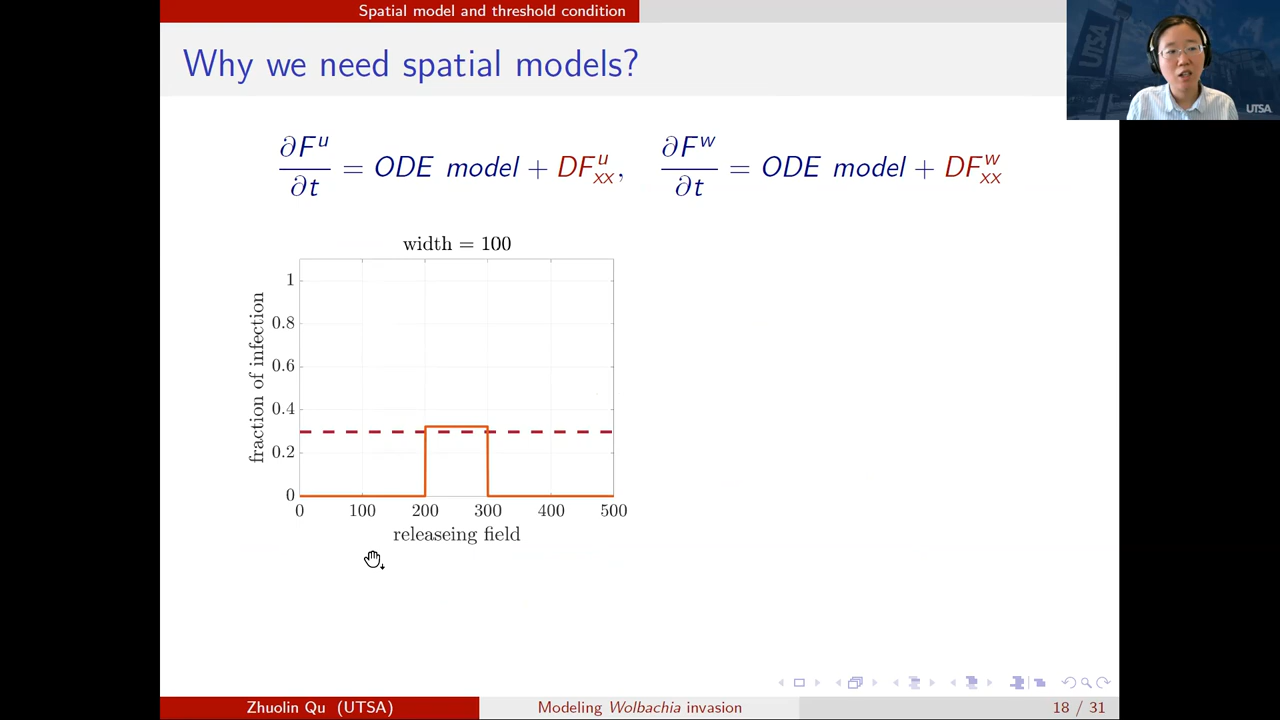 Spatial model and threshold condition
Why we need spatial models?
UTSA
UTSA
∂F^u/∂t = ODE model + DF^u_xx, ∂F^w/∂t = ODE model + DF^w_xx
width = 100
fraction of infection
1
0.8
0.6
0.4
0.2
0
0 100 200 300 400 500
releaseing field
Zhuolin Qu (UTSA) Modeling Wolbachia invasion 18 / 31